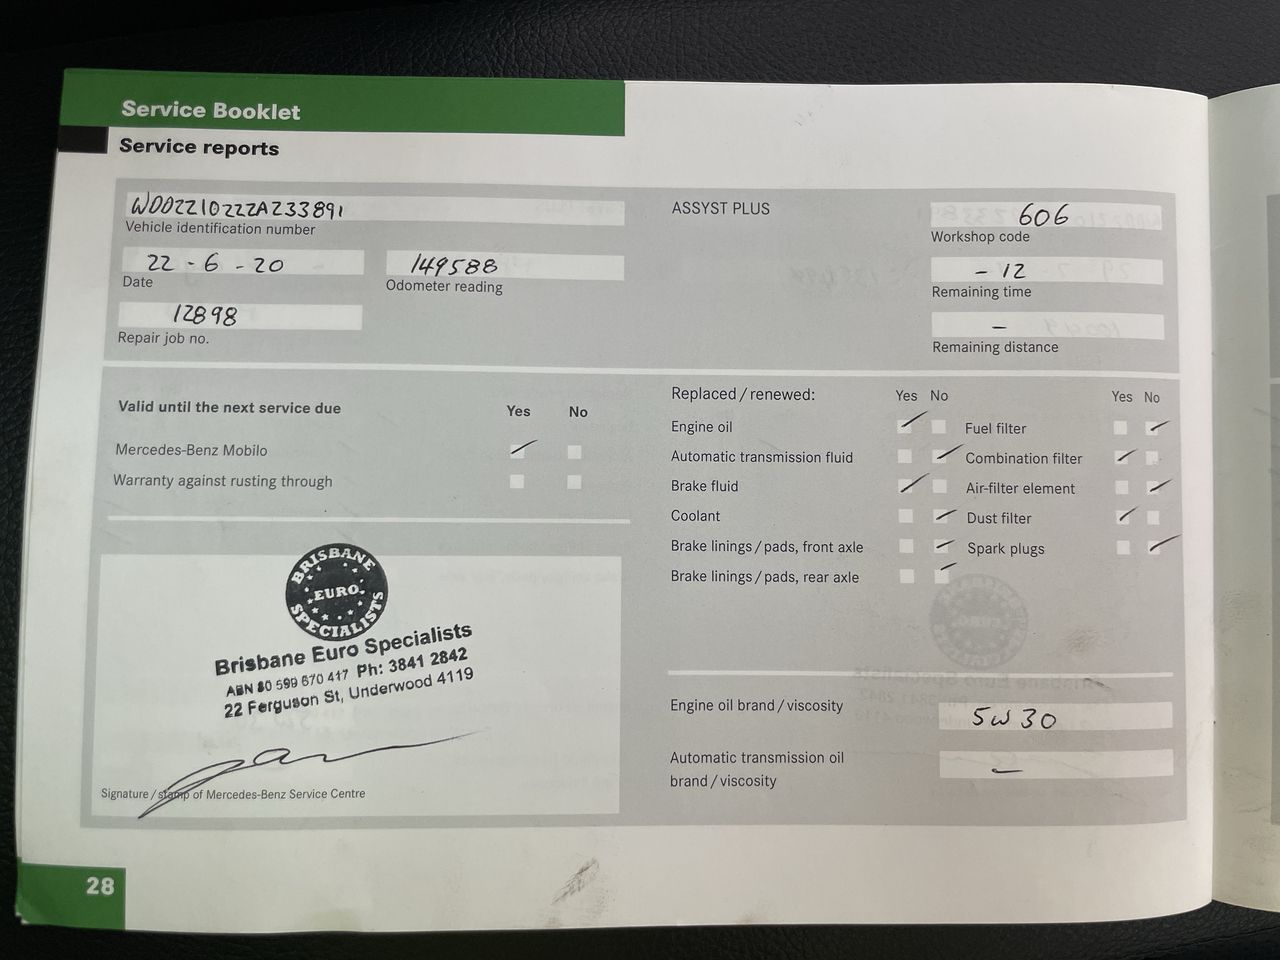 Service Booklet
Service reports
WDD2210222A233891
Vehicle identification number
22 - 6 - 20
Date
149588
Odometer reading
12898
Repair job no.
ASSYST PLUS
606
Workshop code
- 12
Remaining time
-
Remaining distance
Valid until the next service due
Yes No
Mercedes-Benz Mobilo
Warranty against rusting through
Replaced / renewed:
Yes No
Yes No
Engine oil
Fuel filter
Automatic transmission fluid
Combination filter
Brake fluid
Air-filter element
Coolant
Dust filter
Brake linings / pads, front axle
Spark plugs
Brake linings / pads, rear axle
BRISBANE
EURO
SPECIALISTS
Brisbane Euro Specialists
ABN 80 599 670 417 Ph: 3841 2842
22 Ferguson St, Underwood 4119
Signature / stamp of Mercedes-Benz Service Centre
Engine oil brand / viscosity
5W 30
Automatic transmission oil
brand / viscosity
-
28